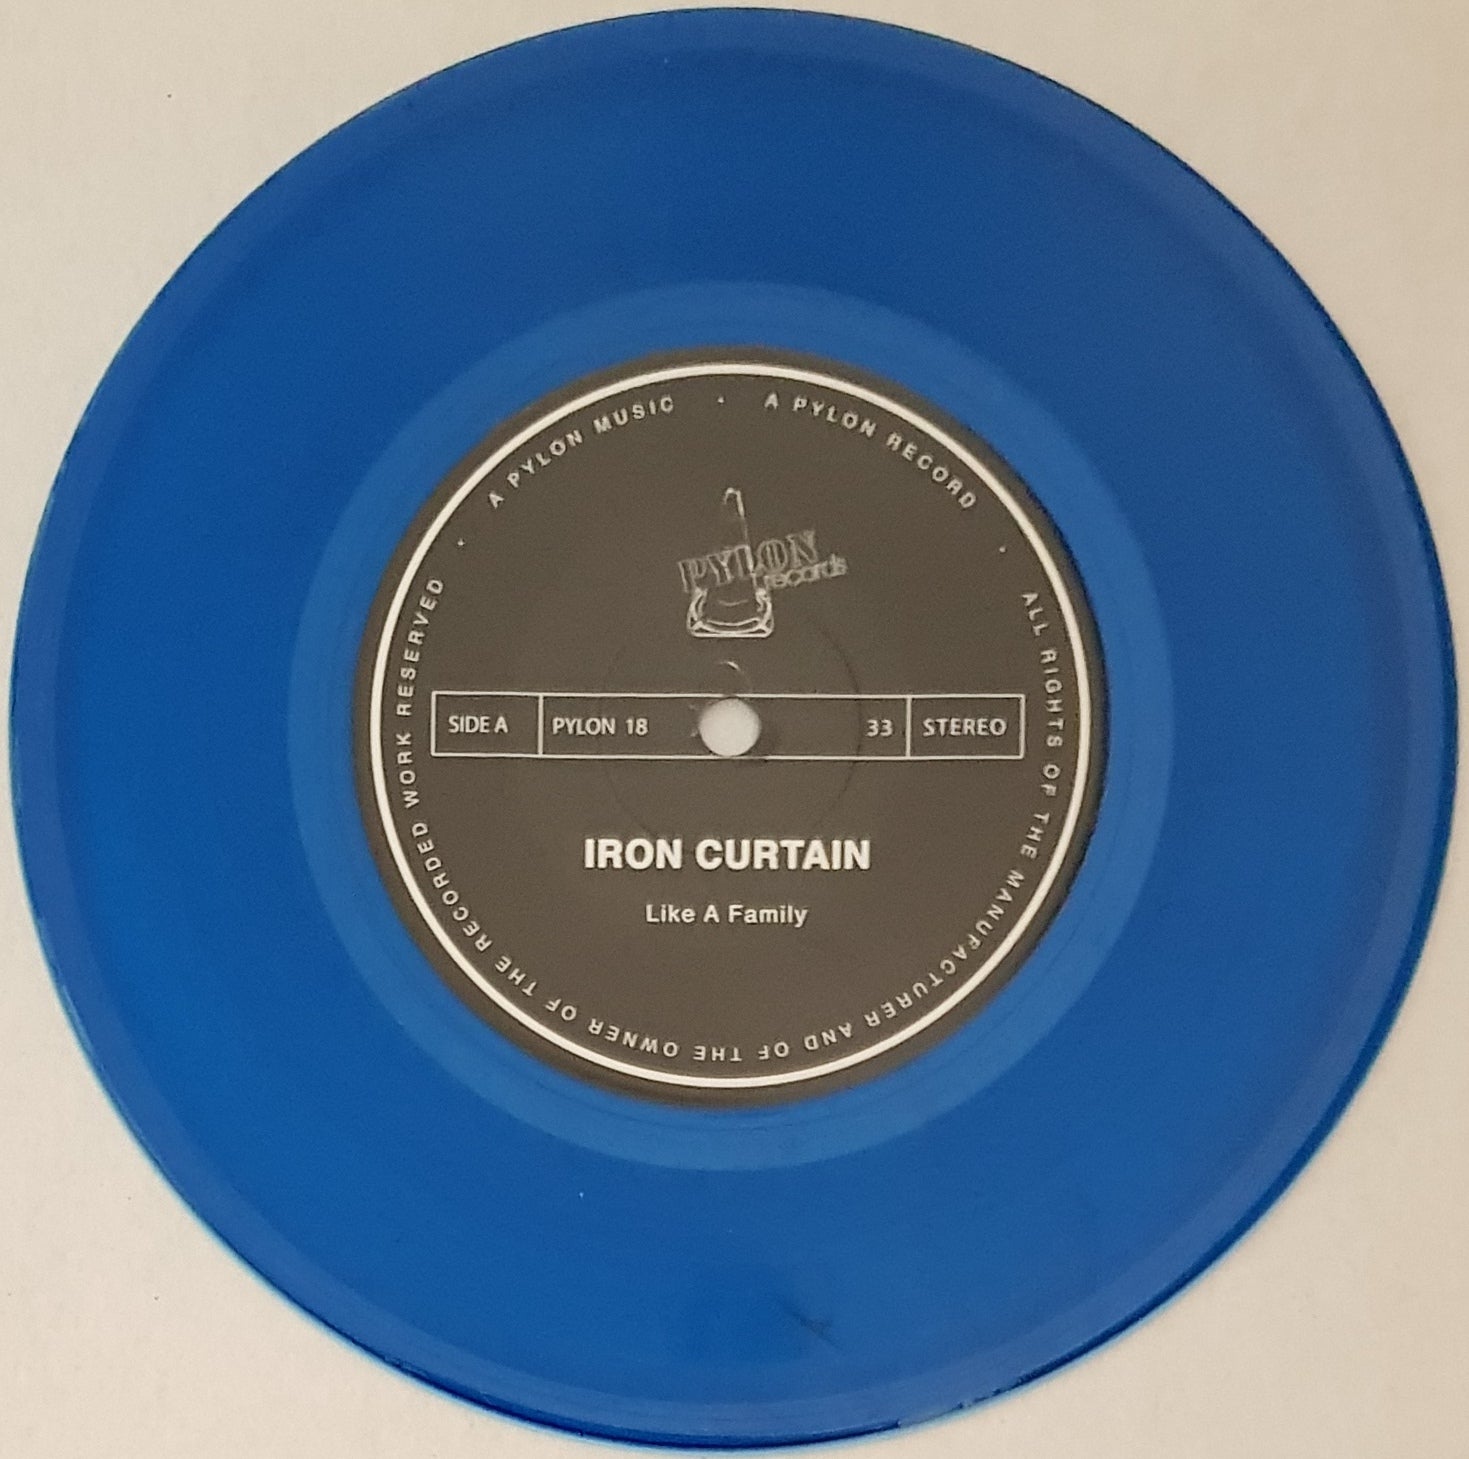 A PYLON MUSIC · A PYLON RECORD · ALL RIGHTS OF THE MANUFACTURER AND OF THE OWNER OF THE RECORDED WORK RESERVED ·
PYLON
records
SIDE A PYLON 18 33 STEREO
IRON CURTAIN
Like A Family